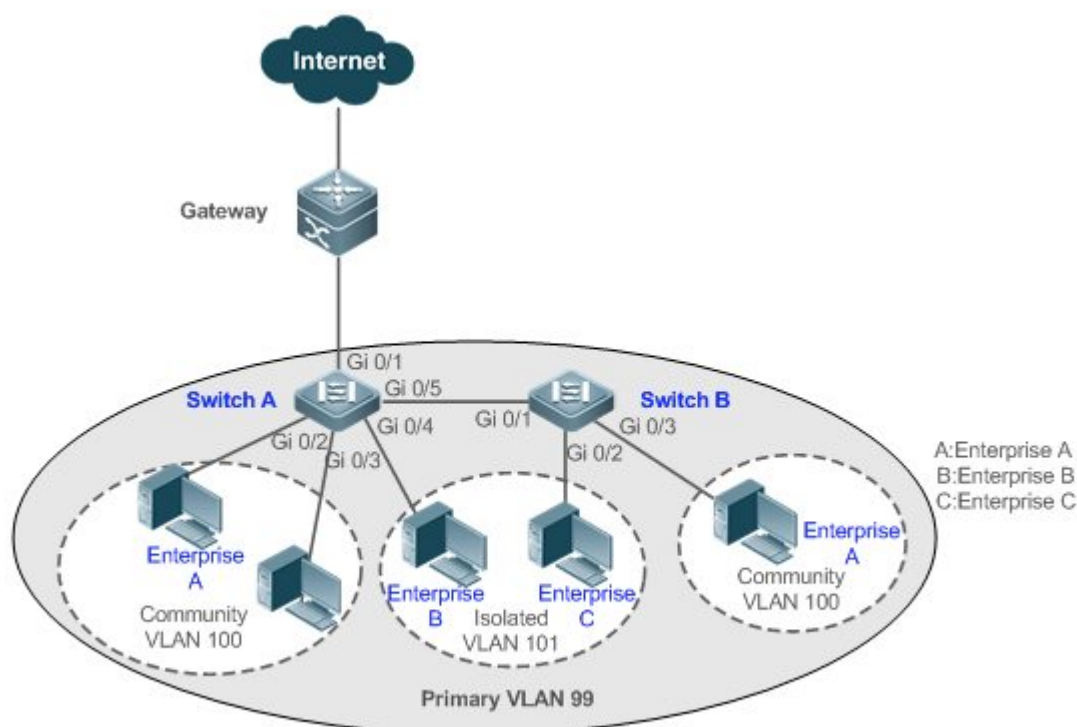 Internet
Gateway
Gi 0/1
Switch A
Gi 0/5
Switch B
Gi 0/1
Gi 0/4
Gi 0/3
Gi 0/2
Gi 0/3
Gi 0/2
A:Enterprise A
B:Enterprise B
C:Enterprise C
Enterprise
A
Community
VLAN 100
Enterprise
B
Isolated
VLAN 101
Enterprise
C
Enterprise
A
Community
VLAN 100
Primary VLAN 99